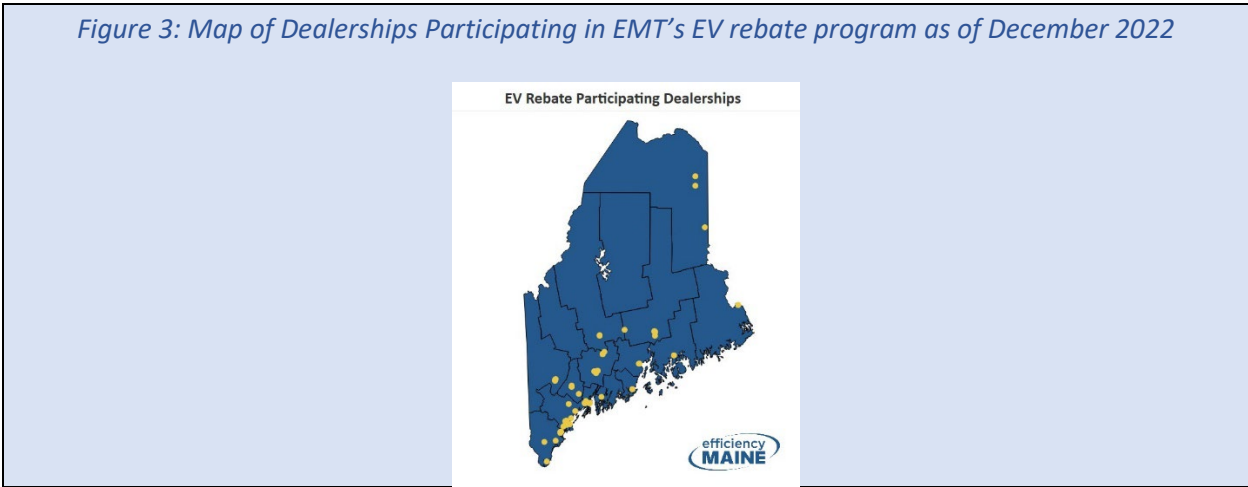 Figure 3: Map of Dealerships Participating in EMT’s EV rebate program as of December 2022
EV Rebate Participating Dealerships
efficiency
MAINE